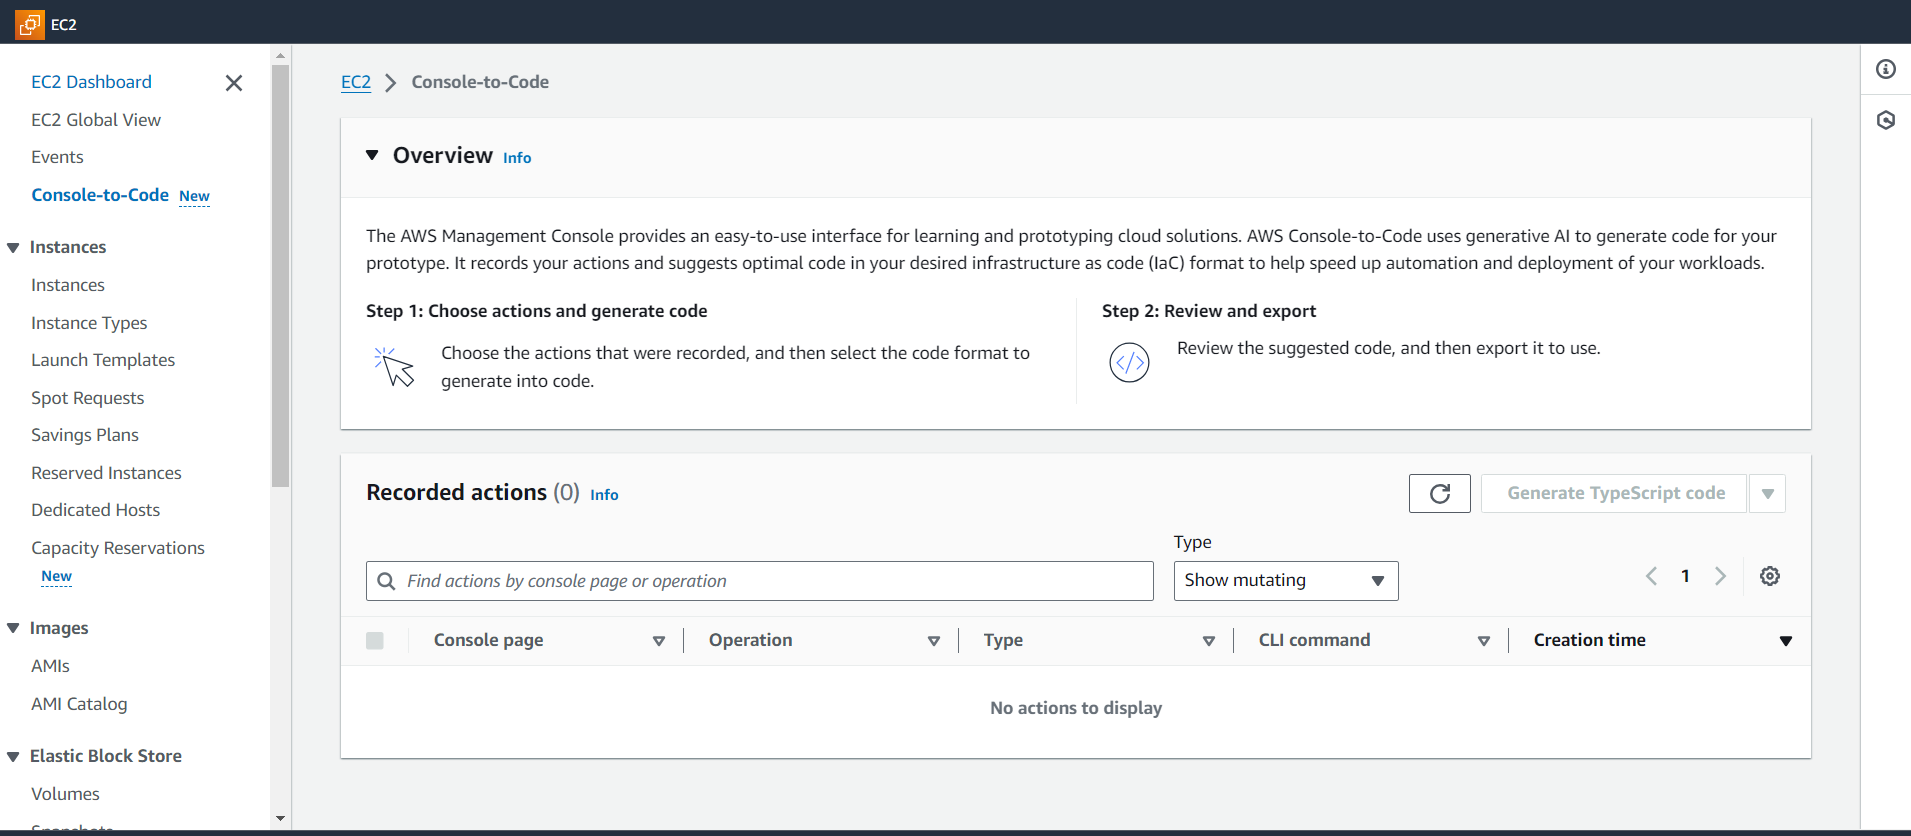 EC2
EC2 Dashboard
EC2 Global View
Events
Console-to-Code New
Instances
Instances
Instance Types
Launch Templates
Spot Requests
Savings Plans
Reserved Instances
Dedicated Hosts
Capacity Reservations
New
Images
AMIs
AMI Catalog
Elastic Block Store
Volumes
Snapshots
EC2 Console-to-Code
Overview Info
The AWS Management Console provides an easy-to-use interface for learning and prototyping cloud solutions. AWS Console-to-Code uses generative AI to generate code for your
prototype. It records your actions and suggests optimal code in your desired infrastructure as code (IaC) format to help speed up automation and deployment of your workloads.
Step 1: Choose actions and generate code
Choose the actions that were recorded, and then select the code format to
generate into code.
Step 2: Review and export
Review the suggested code, and then export it to use.
Recorded actions (0) Info
Generate TypeScript code
Type
Find actions by console page or operation
Show mutating
1
Console page Operation Type CLI command Creation time
No actions to display